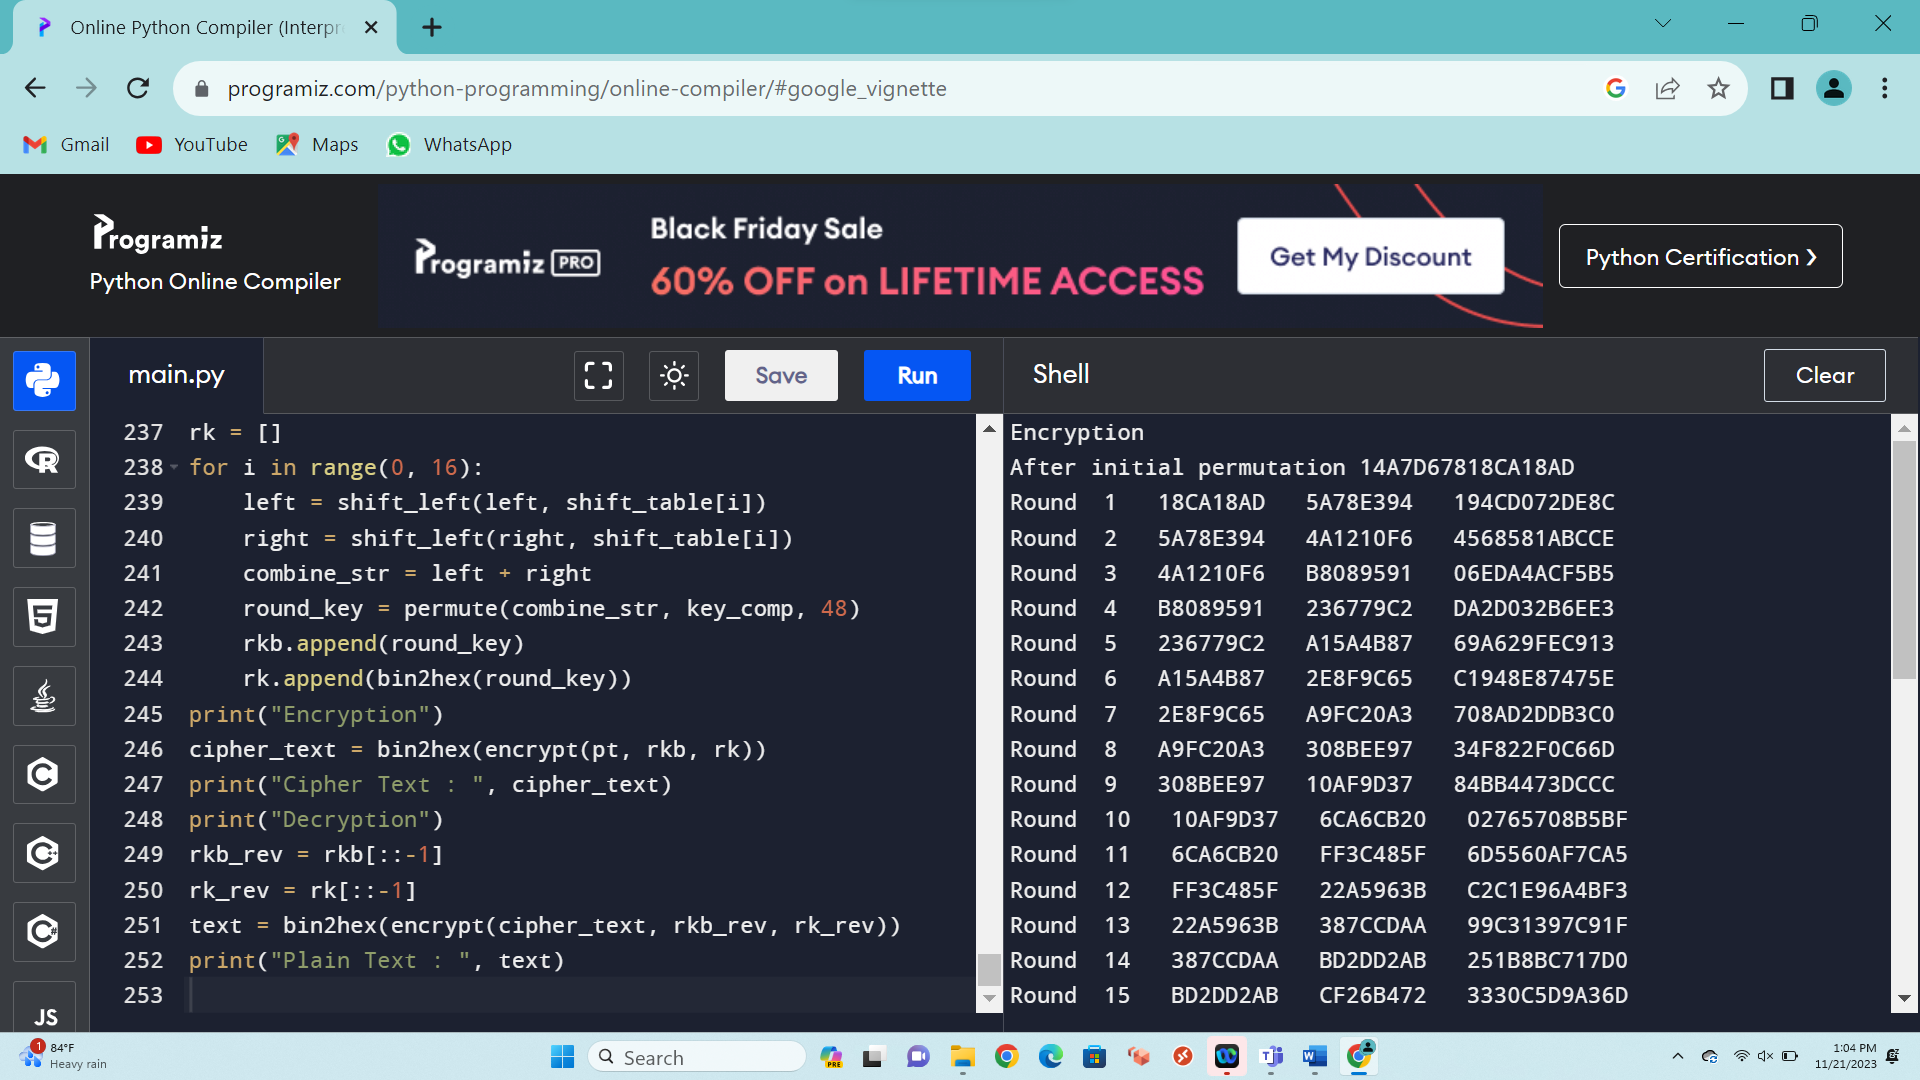 Online Python Compiler (Interpr
programiz.com/python-programming/online-compiler/#google_vignette
Gmail YouTube Maps WhatsApp
Programiz
Python Online Compiler
Programiz PRO
Black Friday Sale
60% OFF on LIFETIME ACCESS
Get My Discount
Python Certification ❯
main.py
Save
Run
Shell
Clear
237 rk = []
238 for i in range(0, 16):
239     left = shift_left(left, shift_table[i])
240     right = shift_left(right, shift_table[i])
241     combine_str = left + right
242     round_key = permute(combine_str, key_comp, 48)
243     rkb.append(round_key)
244     rk.append(bin2hex(round_key))
245 print("Encryption")
246 cipher_text = bin2hex(encrypt(pt, rkb, rk))
247 print("Cipher Text : ", cipher_text)
248 print("Decryption")
249 rkb_rev = rkb[::-1]
250 rk_rev = rk[::-1]
251 text = bin2hex(encrypt(cipher_text, rkb_rev, rk_rev))
252 print("Plain Text : ", text)
253
Encryption
After initial permutation 14A7D67818CA18AD
Round 1 18CA18AD 5A78E394 194CD072DE8C
Round 2 5A78E394 4A1210F6 4568581ABCCE
Round 3 4A1210F6 B8089591 06EDA4ACF5B5
Round 4 B8089591 236779C2 DA2D032B6EE3
Round 5 236779C2 A15A4B87 69A629FEC913
Round 6 A15A4B87 2E8F9C65 C1948E87475E
Round 7 2E8F9C65 A9FC20A3 708AD2DDB3C0
Round 8 A9FC20A3 308BEE97 34F822F0C66D
Round 9 308BEE97 10AF9D37 84BB4473DCCC
Round 10 10AF9D37 6CA6CB20 02765708B5BF
Round 11 6CA6CB20 FF3C485F 6D5560AF7CA5
Round 12 FF3C485F 22A5963B C2C1E96A4BF3
Round 13 22A5963B 387CCDAA 99C31397C91F
Round 14 387CCDAA BD2DD2AB 251B8BC717D0
Round 15 BD2DD2AB CF26B472 3330C5D9A36D
JS
1
84°F
Heavy rain
Search
PRE
1:04 PM
11/21/2023